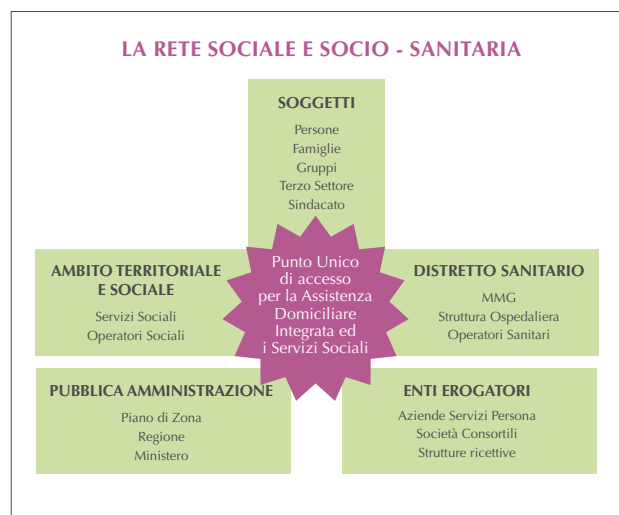 LA RETE SOCIALE E SOCIO - SANITARIA
SOGGETTI
Persone
Famiglie
Gruppi
Terzo Settore
Sindacato
AMBITO TERRITORIALE
E SOCIALE
Servizi Sociali
Operatori Sociali
Punto Unico
di accesso
per la Assistenza
Domiciliare
Integrata ed
i Servizi Sociali
DISTRETTO SANITARIO
MMG
Struttura Ospedaliera
Operatori Sanitari
PUBBLICA AMMINISTRAZIONE
Piano di Zona
Regione
Ministero
ENTI EROGATORI
Aziende Servizi Persona
Società Consortili
Strutture ricettive